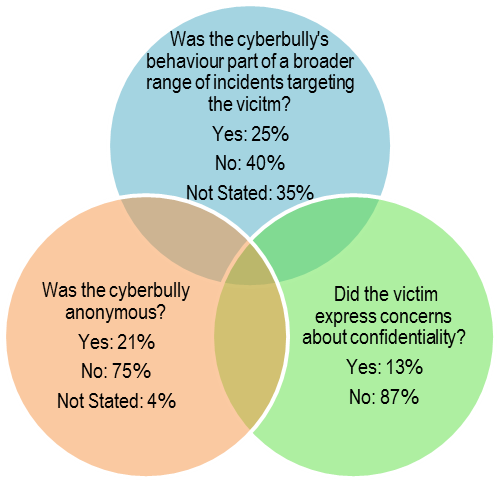 Was the cyberbully's
behaviour part of a broader
range of incidents targeting
the vicitm?
Yes: 25%
No: 40%
Not Stated: 35%
Was the cyberbully
anonymous?
Yes: 21%
No: 75%
Not Stated: 4%
Did the victim
express concerns
about confidentiality?
Yes: 13%
No: 87%